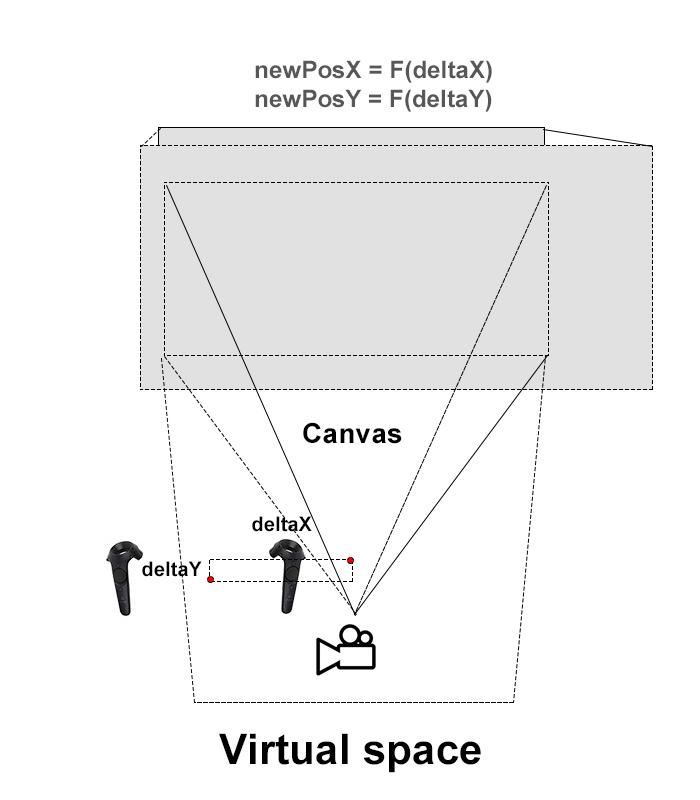 newPosX = F(deltaX)
newPosY = F(deltaY)
Canvas
deltaX
deltaY
Virtual space